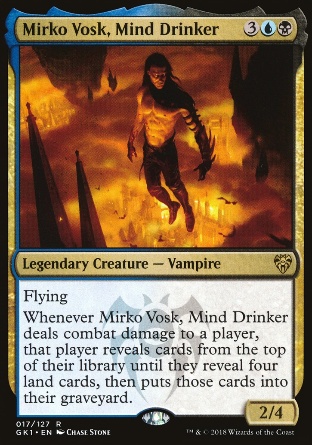 Mirko Vosk, Mind Drinker 3
Legendary Creature — Vampire
Flying
Whenever Mirko Vosk, Mind Drinker
deals combat damage to a player,
that player reveals cards from the top
of their library until they reveal four
land cards, then puts those cards into
their graveyard.
2/4
017/127 R
GK1 • EN Chase Stone
™ & © 2018 Wizards of the Coast